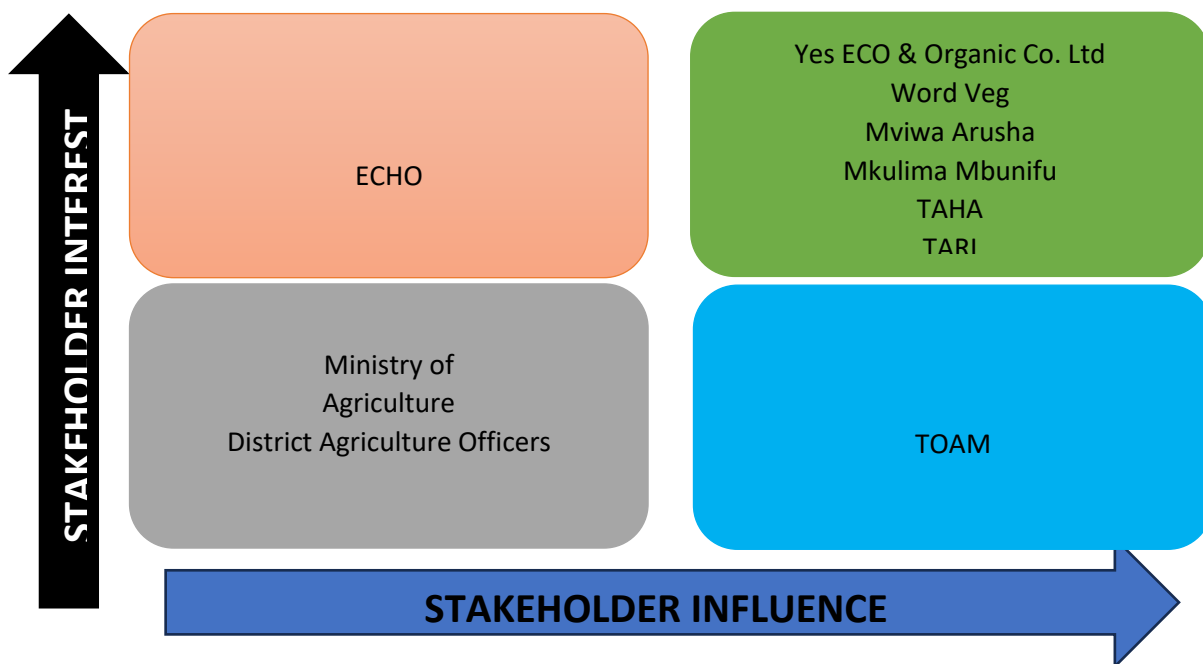 STAKEHOLDER INTEREST
ECHO
Yes ECO & Organic Co. Ltd
Word Veg
Mviwa Arusha
Mkulima Mbunifu
TAHA
TARI
Ministry of
Agriculture
District Agriculture Officers
TOAM
STAKEHOLDER INFLUENCE